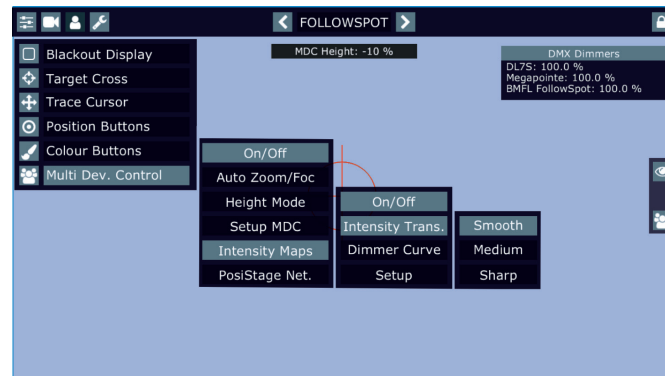 FOLLOWSPOT
MDC Height: -10 %
DMX Dimmers
DL7S: 100.0 %
Megapointe: 100.0 %
BMFL FollowSpot: 100.0 %
Blackout Display
Target Cross
Trace Cursor
Position Buttons
Colour Buttons
Multi Dev. Control
On/Off
Auto Zoom/Foc
Height Mode
Setup MDC
Intensity Maps
PosiStage Net.
On/Off
Intensity Trans.
Dimmer Curve
Setup
Smooth
Medium
Sharp